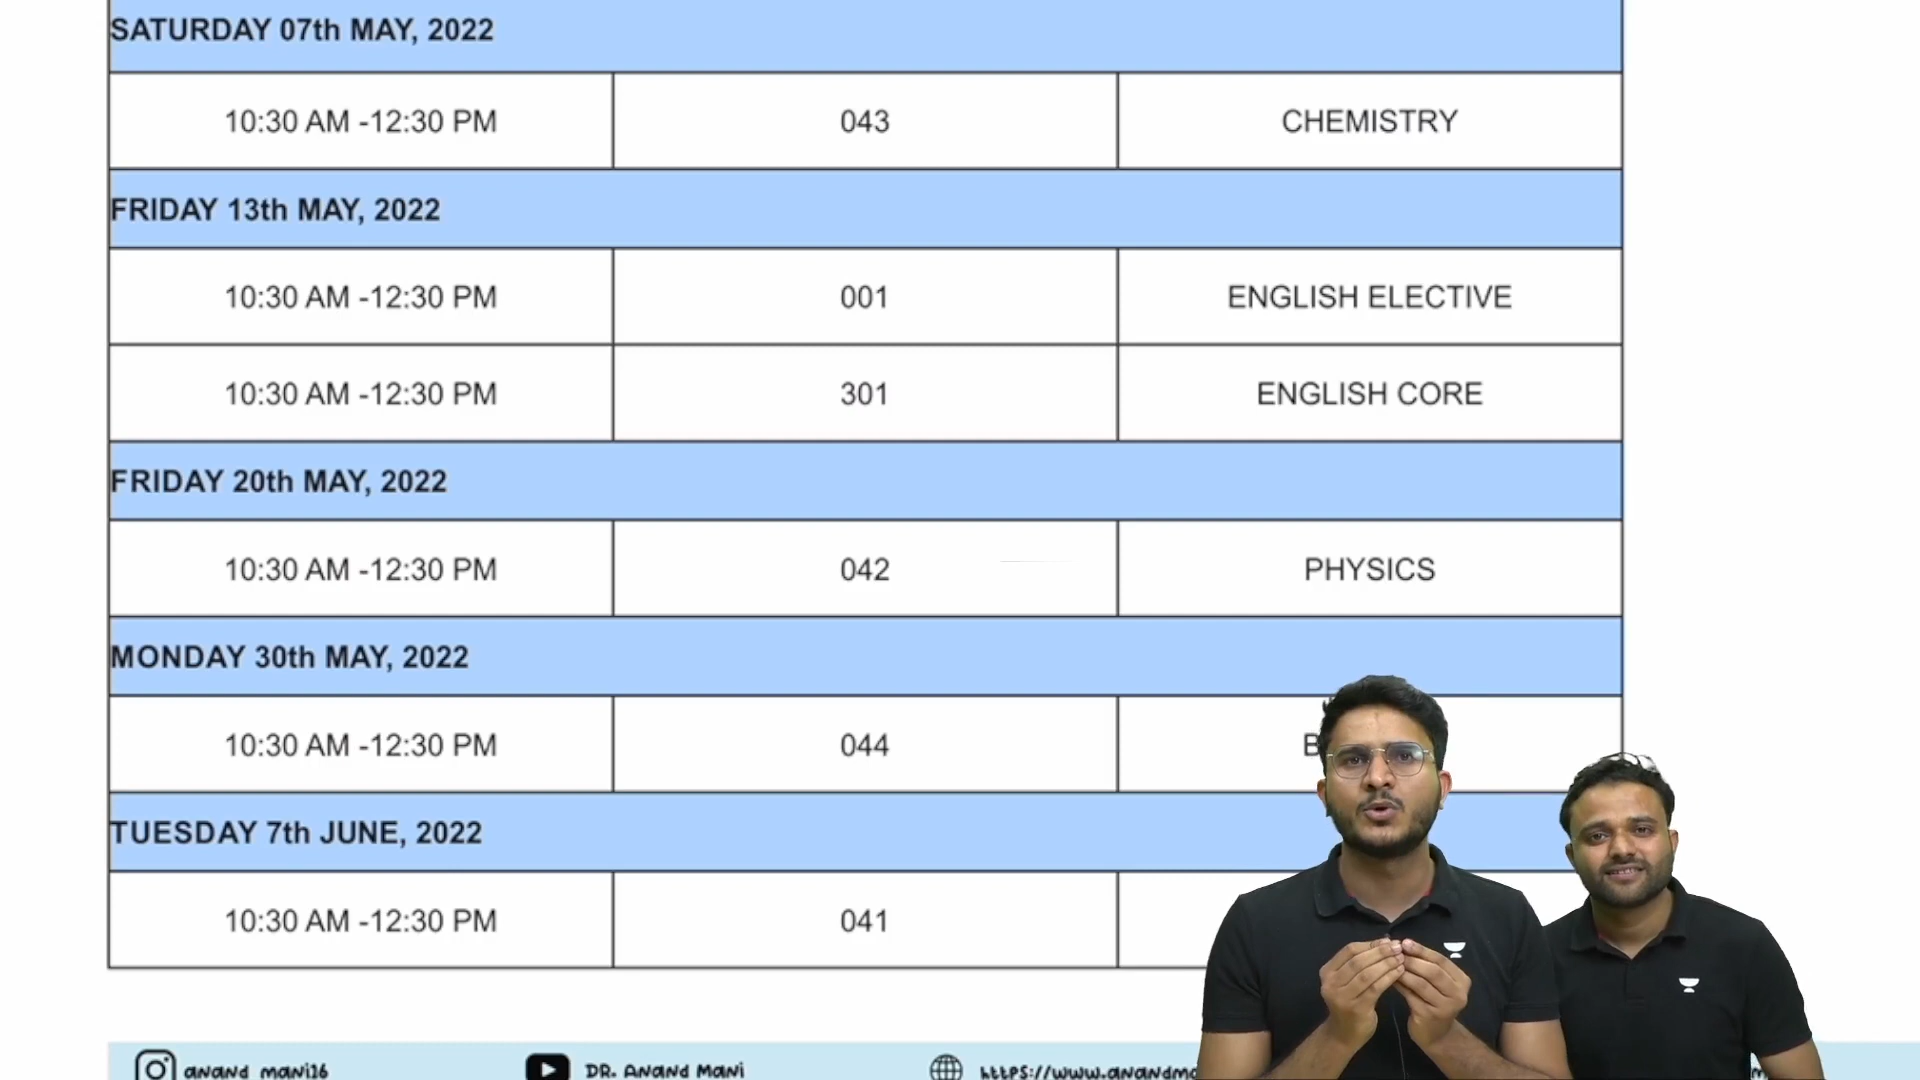 SATURDAY 07th MAY, 2022
10:30 AM -12:30 PM 043 CHEMISTRY
FRIDAY 13th MAY, 2022
10:30 AM -12:30 PM 001 ENGLISH ELECTIVE
10:30 AM -12:30 PM 301 ENGLISH CORE
FRIDAY 20th MAY, 2022
10:30 AM -12:30 PM 042 PHYSICS
MONDAY 30th MAY, 2022
10:30 AM -12:30 PM 044
TUESDAY 7th JUNE, 2022
10:30 AM -12:30 PM 041
anand mani26 DR. Anand Mani